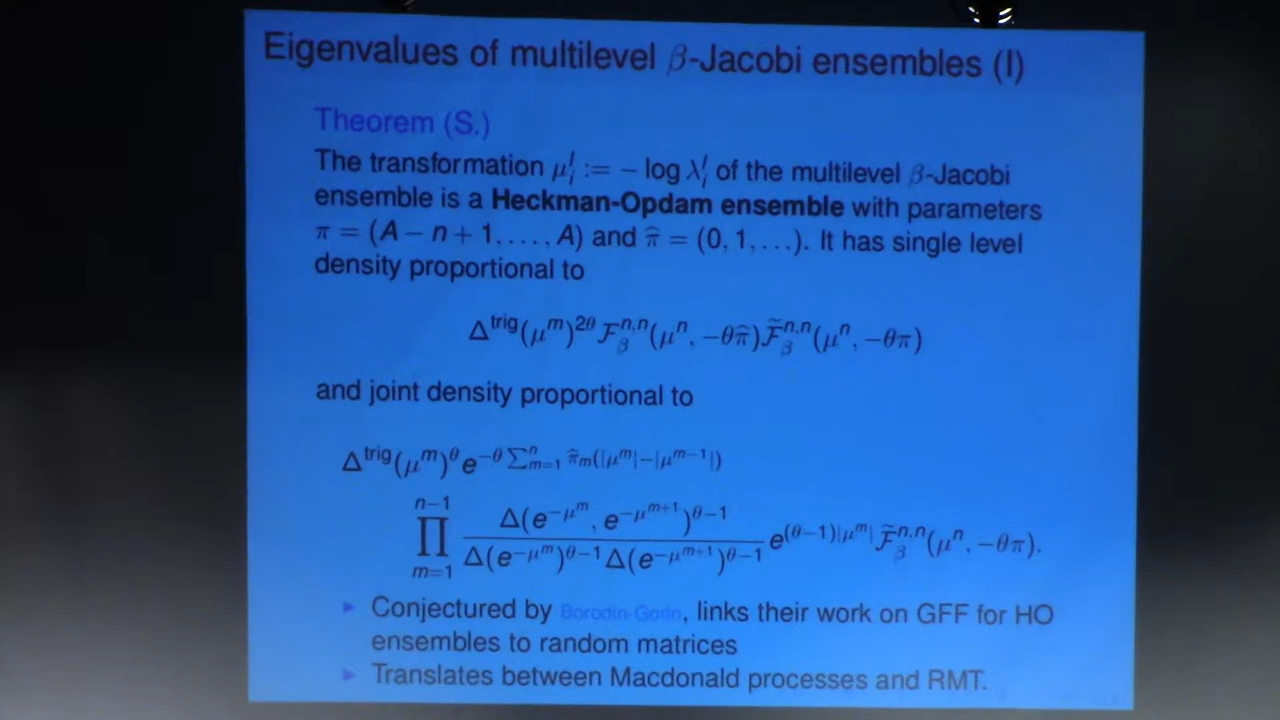 Eigenvalues of multilevel β-Jacobi ensembles (I)
Theorem (S.)
The transformation μ_i^l := − log λ_i^l of the multilevel β-Jacobi
ensemble is a Heckman-Opdam ensemble with parameters
π = (A − n + 1, . . . , A) and π̂ = (0, 1, . . .). It has single level
density proportional to
Δ^trig(μ^m)^2θ F_β^n,n(μ^n, −θπ̂)F̃_β^n,n(μ^n, −θπ)
and joint density proportional to
Δ^trig(μ^m)^θ e^{−θ ∑_{m=1}^n π̂_m(|μ^m|−|μ^{m−1}|)}
∏_{m=1}^{n−1} Δ(e^{−μ^m}, e^{−μ^{m+1}})^{θ−1} / Δ(e^{−μ^m})^{θ−1}Δ(e^{−μ^{m+1}})^{θ−1} e^{(θ−1)|μ^m|} F̃_β^{n,n}(μ^n, −θπ).
► Conjectured by Borodin-Gorin, links their work on GFF for HO
ensembles to random matrices
► Translates between Macdonald processes and RMT.